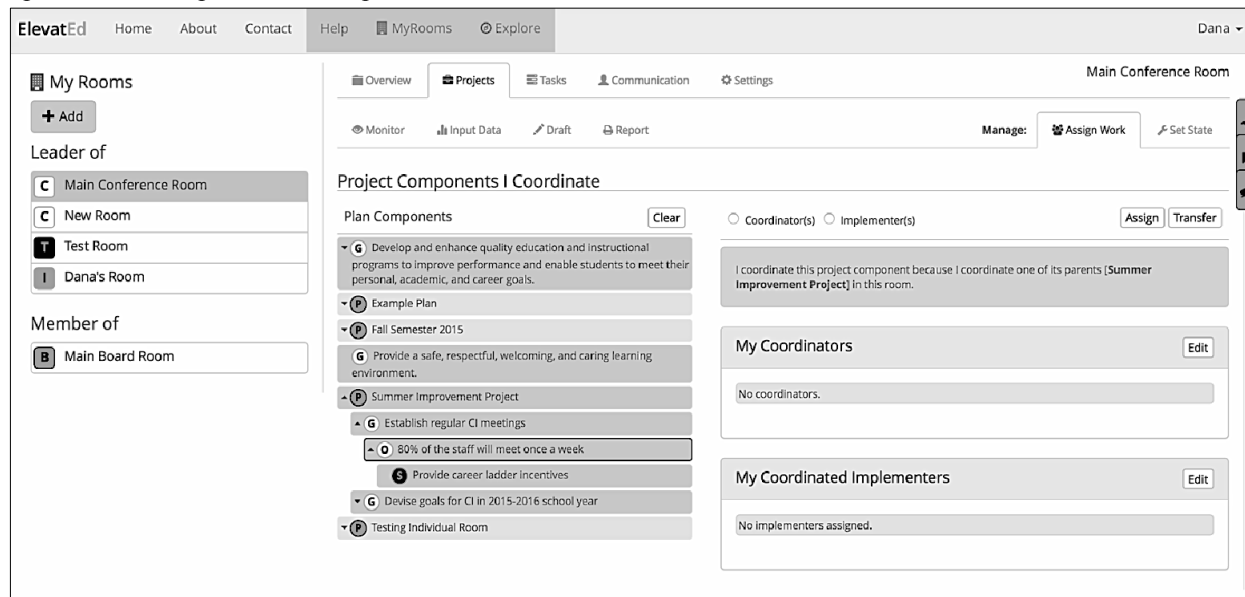 ElevatEd Home About Contact Help MyRooms Explore Dana
My Rooms
Add
Leader of
C Main Conference Room
C New Room
T Test Room
I Dana's Room
Member of
B Main Board Room
Overview Projects Tasks Communication Settings
Main Conference Room
Monitor Input Data Draft Report Manage: Assign Work Set State
Project Components I Coordinate
Plan Components Clear
G Develop and enhance quality education and instructional
programs to improve performance and enable students to meet their
personal, academic, and career goals.
P Example Plan
P Fall Semester 2015
G Provide a safe, respectful, welcoming, and caring learning
environment.
P Summer Improvement Project
G Establish regular CI meetings
O 80% of the staff will meet once a week
S Provide career ladder incentives
G Devise goals for CI in 2015-2016 school year
P Testing Individual Room
Coordinator(s) Implementer(s) Assign Transfer
I coordinate this project component because I coordinate one of its parents [Summer
Improvement Project] in this room.
My Coordinators Edit
No coordinators.
My Coordinated Implementers Edit
No implementers assigned.